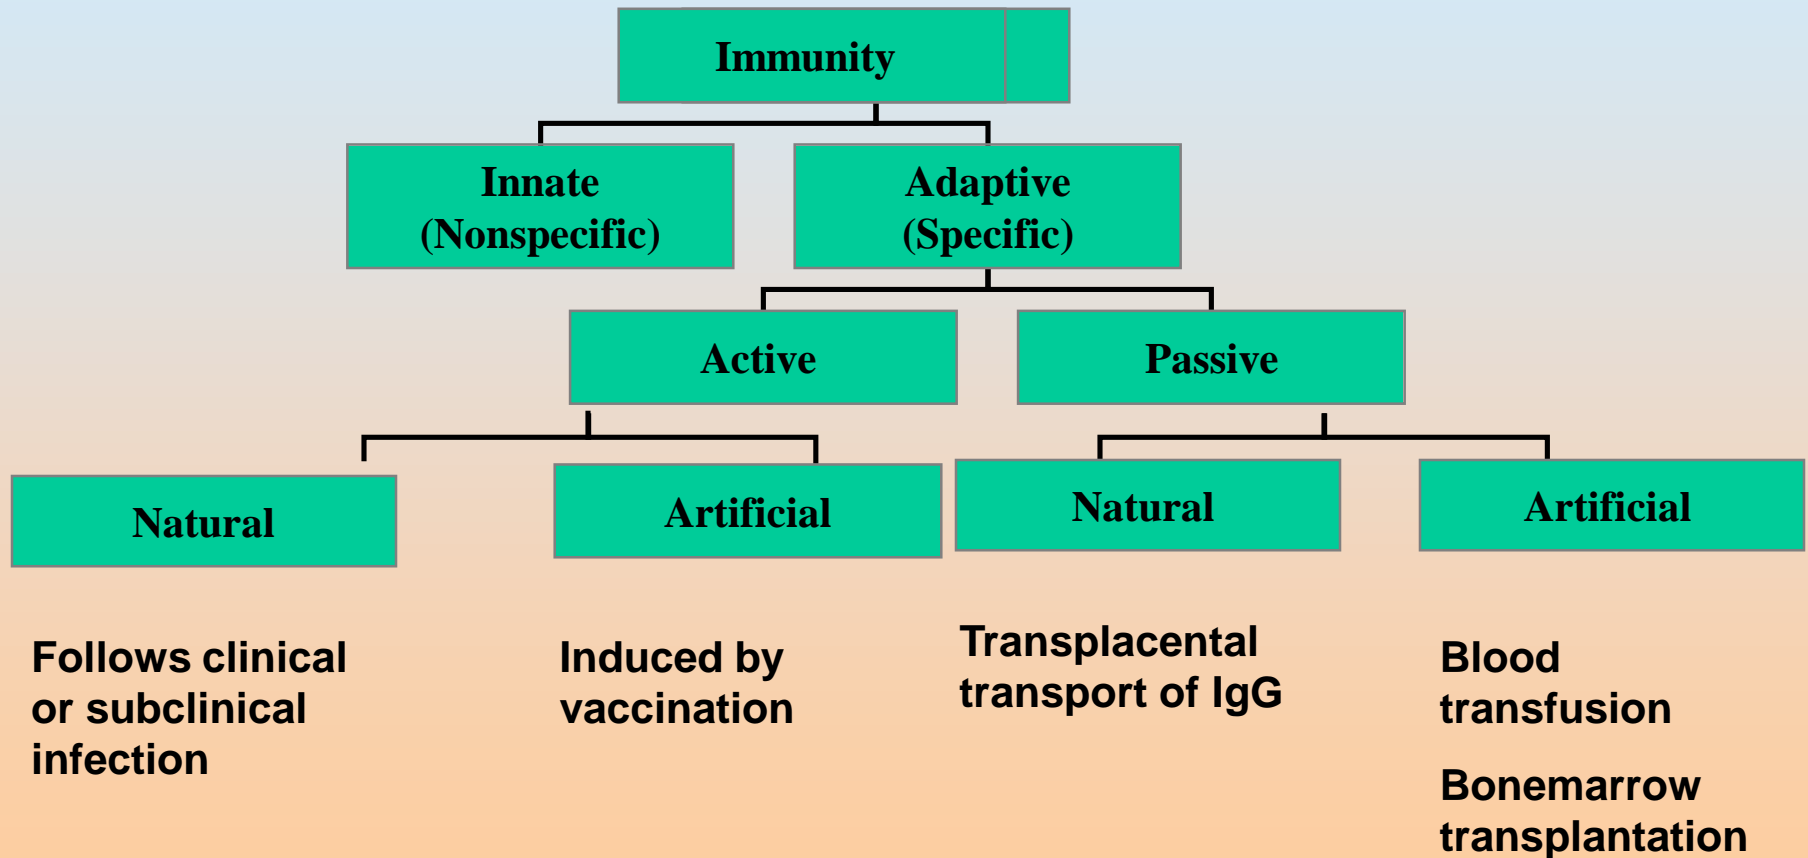 Immunity
Innate
(Nonspecific)
Adaptive
(Specific)
Active
Passive
Natural
Artificial
Natural
Artificial
Follows clinical
or subclinical
infection
Induced by
vaccination
Transplacental
transport of IgG
Blood
transfusion
Bonemarrow
transplantation